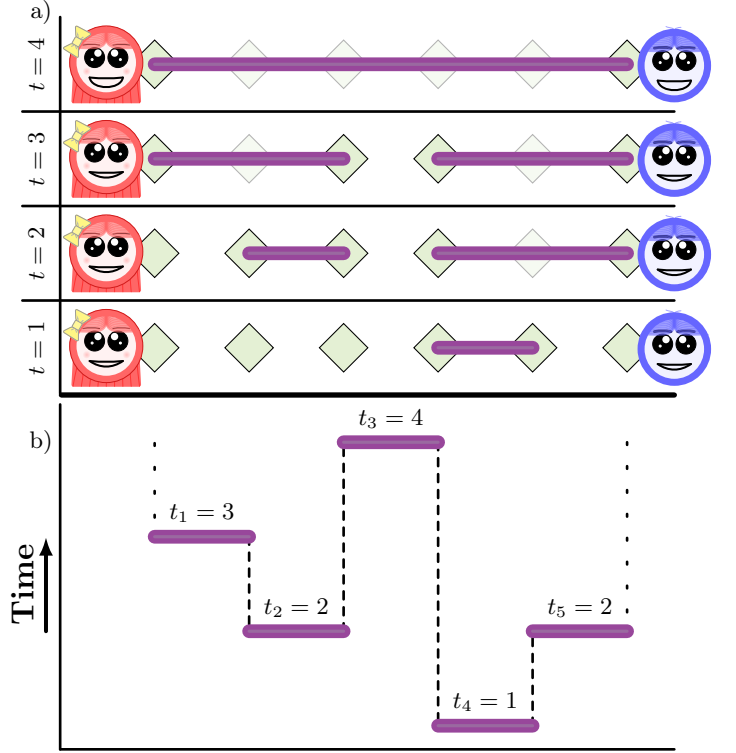 a)
t = 4
t = 3
t = 2
t = 1
b)
t₃ = 4
t₁ = 3
t₂ = 2
t₅ = 2
t₄ = 1
Time